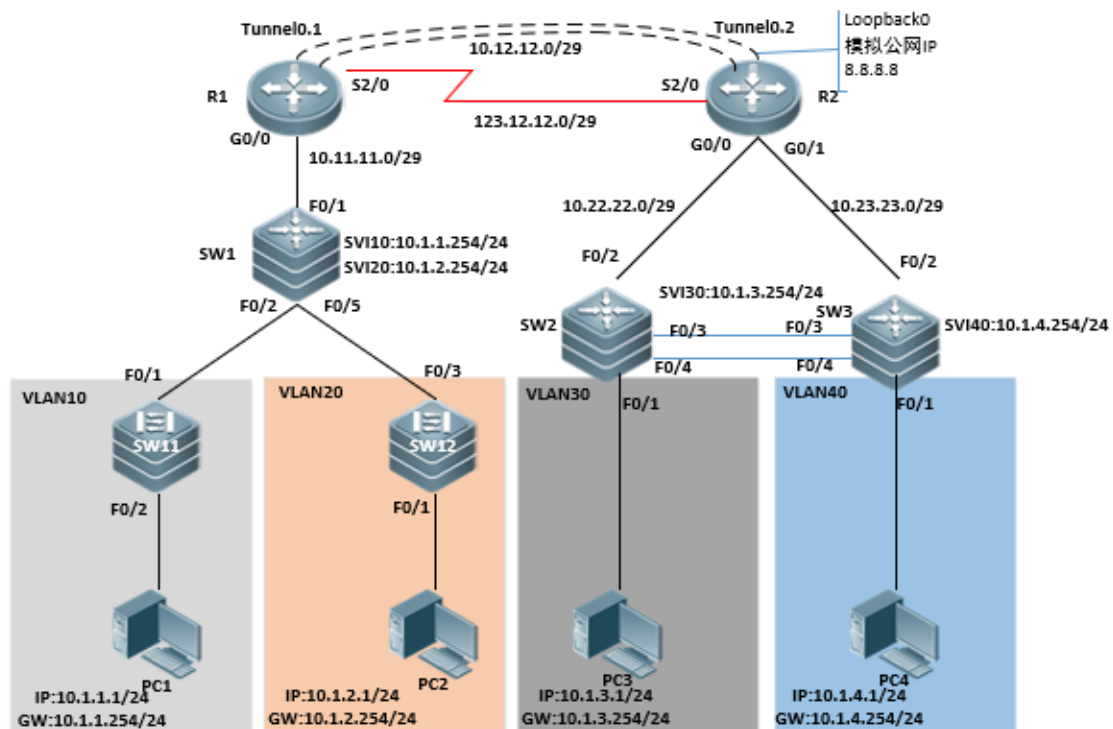 Tunnel0.1
Tunnel0.2
Loopback0
模拟公网IP
8.8.8.8
10.12.12.0/29
R1
S2/0
S2/0
R2
123.12.12.0/29
G0/0
G0/0
G0/1
10.11.11.0/29
F0/1
10.22.22.0/29
10.23.23.0/29
SW1
SVI10:10.1.1.254/24
SVI20:10.1.2.254/24
F0/2
F0/5
F0/2
F0/2
SVI30:10.1.3.254/24
SW2
SW3
SVI40:10.1.4.254/24
F0/3
F0/3
F0/4
F0/4
F0/1
F0/3
VLAN10
VLAN20
VLAN30
VLAN40
F0/1
F0/1
SW11
SW12
F0/2
F0/1
PC1
IP:10.1.1.1/24
GW:10.1.1.254/24
PC2
IP:10.1.2.1/24
GW:10.1.2.254/24
PC3
IP:10.1.3.1/24
GW:10.1.3.254/24
PC4
IP:10.1.4.1/24
GW:10.1.4.254/24